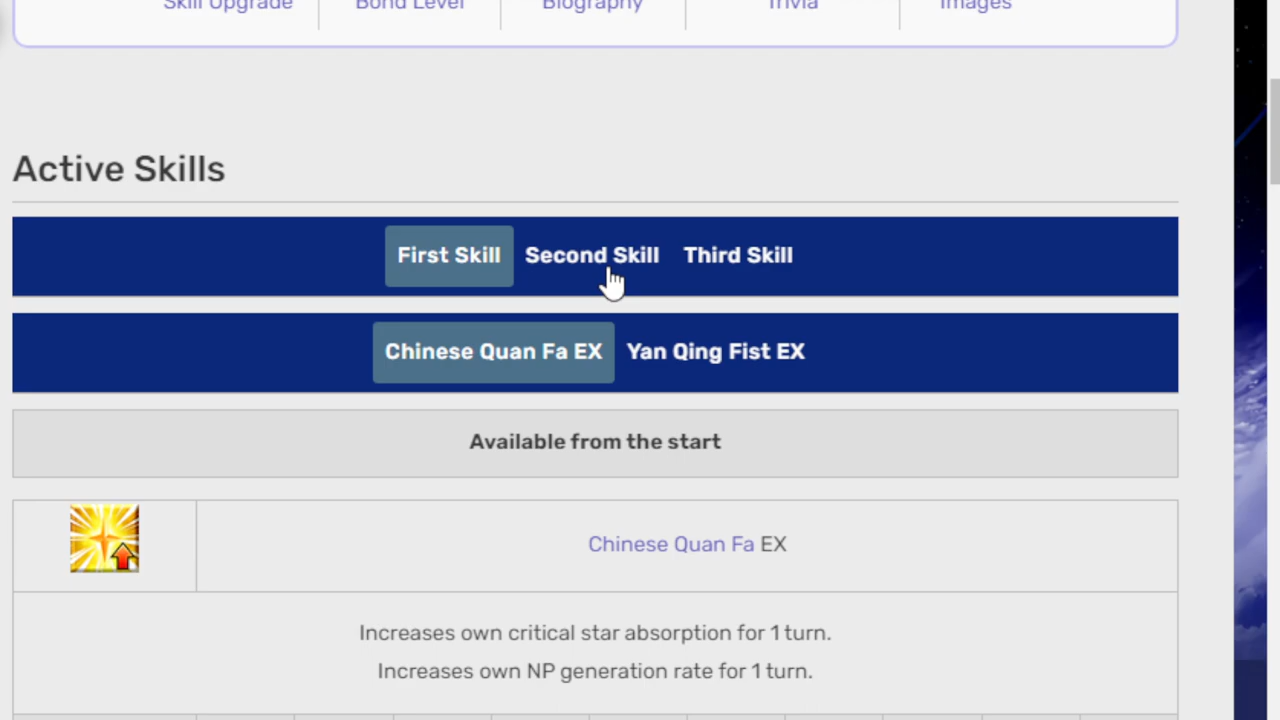 Skill Upgrade Bond Level Biography Trivia Images
Active Skills
First Skill Second Skill Third Skill
Chinese Quan Fa EX Yan Qing Fist EX
Available from the start
Chinese Quan Fa EX
Increases own critical star absorption for 1 turn.
Increases own NP generation rate for 1 turn.